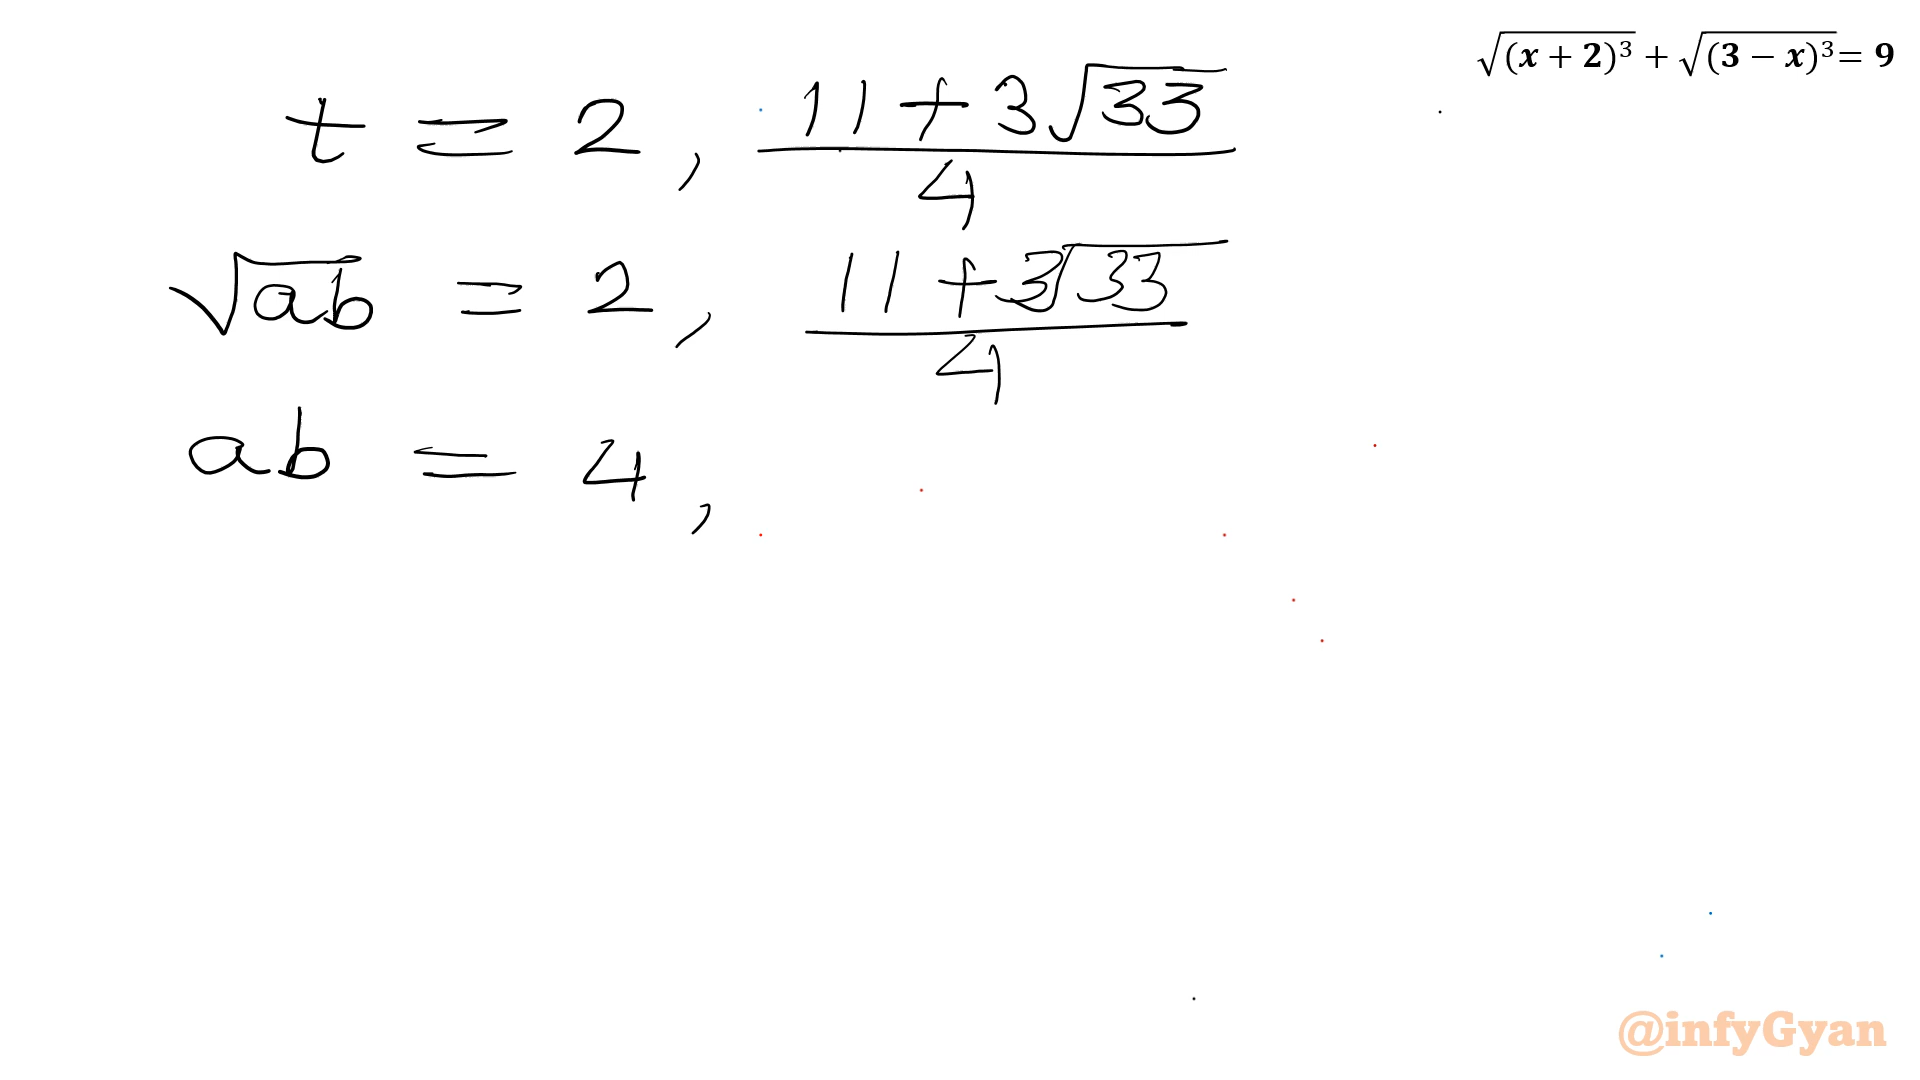 √(x + 2)³ + √(3 − x)³ = 9
t = 2, (11 + 3√33)/4
√ab = 2, (11 + 3√33)/4
ab = 4,
@infyGyan